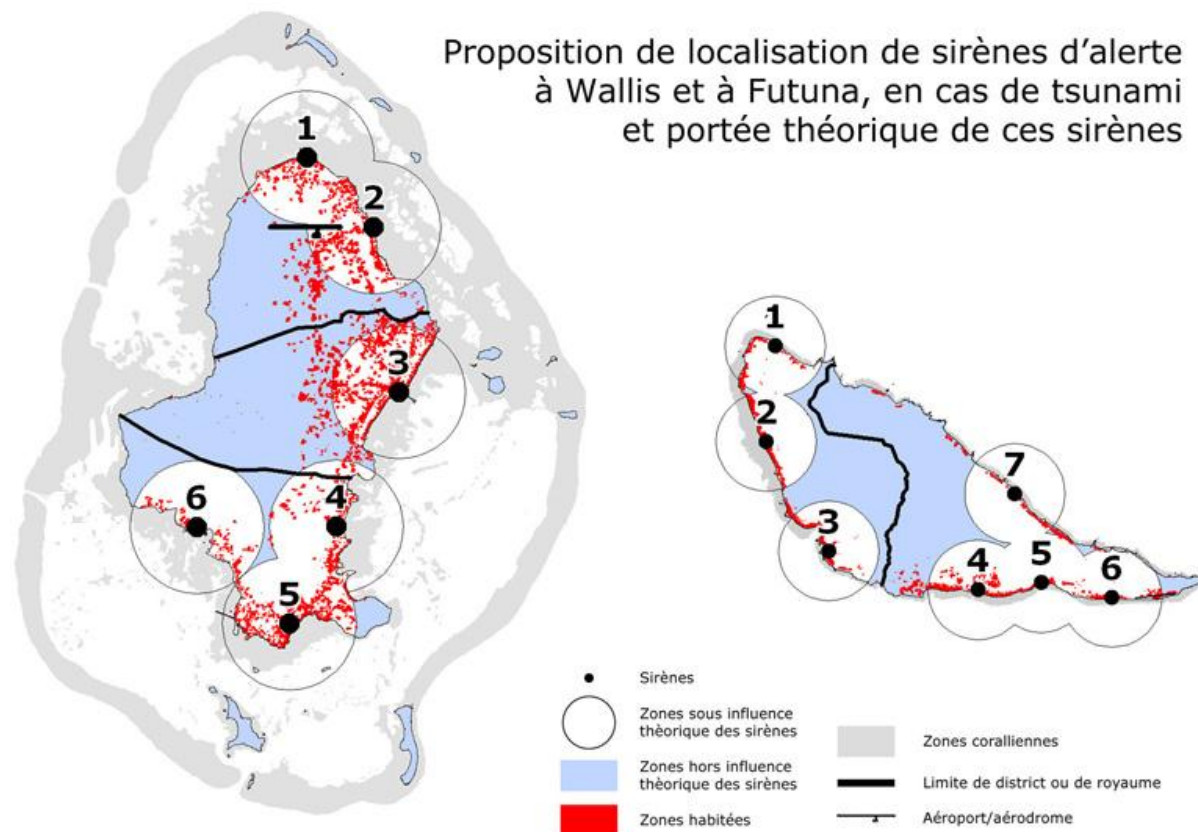 Proposition de localisation de sirènes d'alerte
à Wallis et à Futuna, en cas de tsunami
et portée théorique de ces sirènes
1
2
3
4
5
6
1
2
3
4
5
6
7
Sirènes
Zones sous influence
thèorique des sirènes
Zones hors influence
thèorique des sirènes
Zones habitées
Zones coralliennes
Limite de district ou de royaume
Aéroport/aérodrome